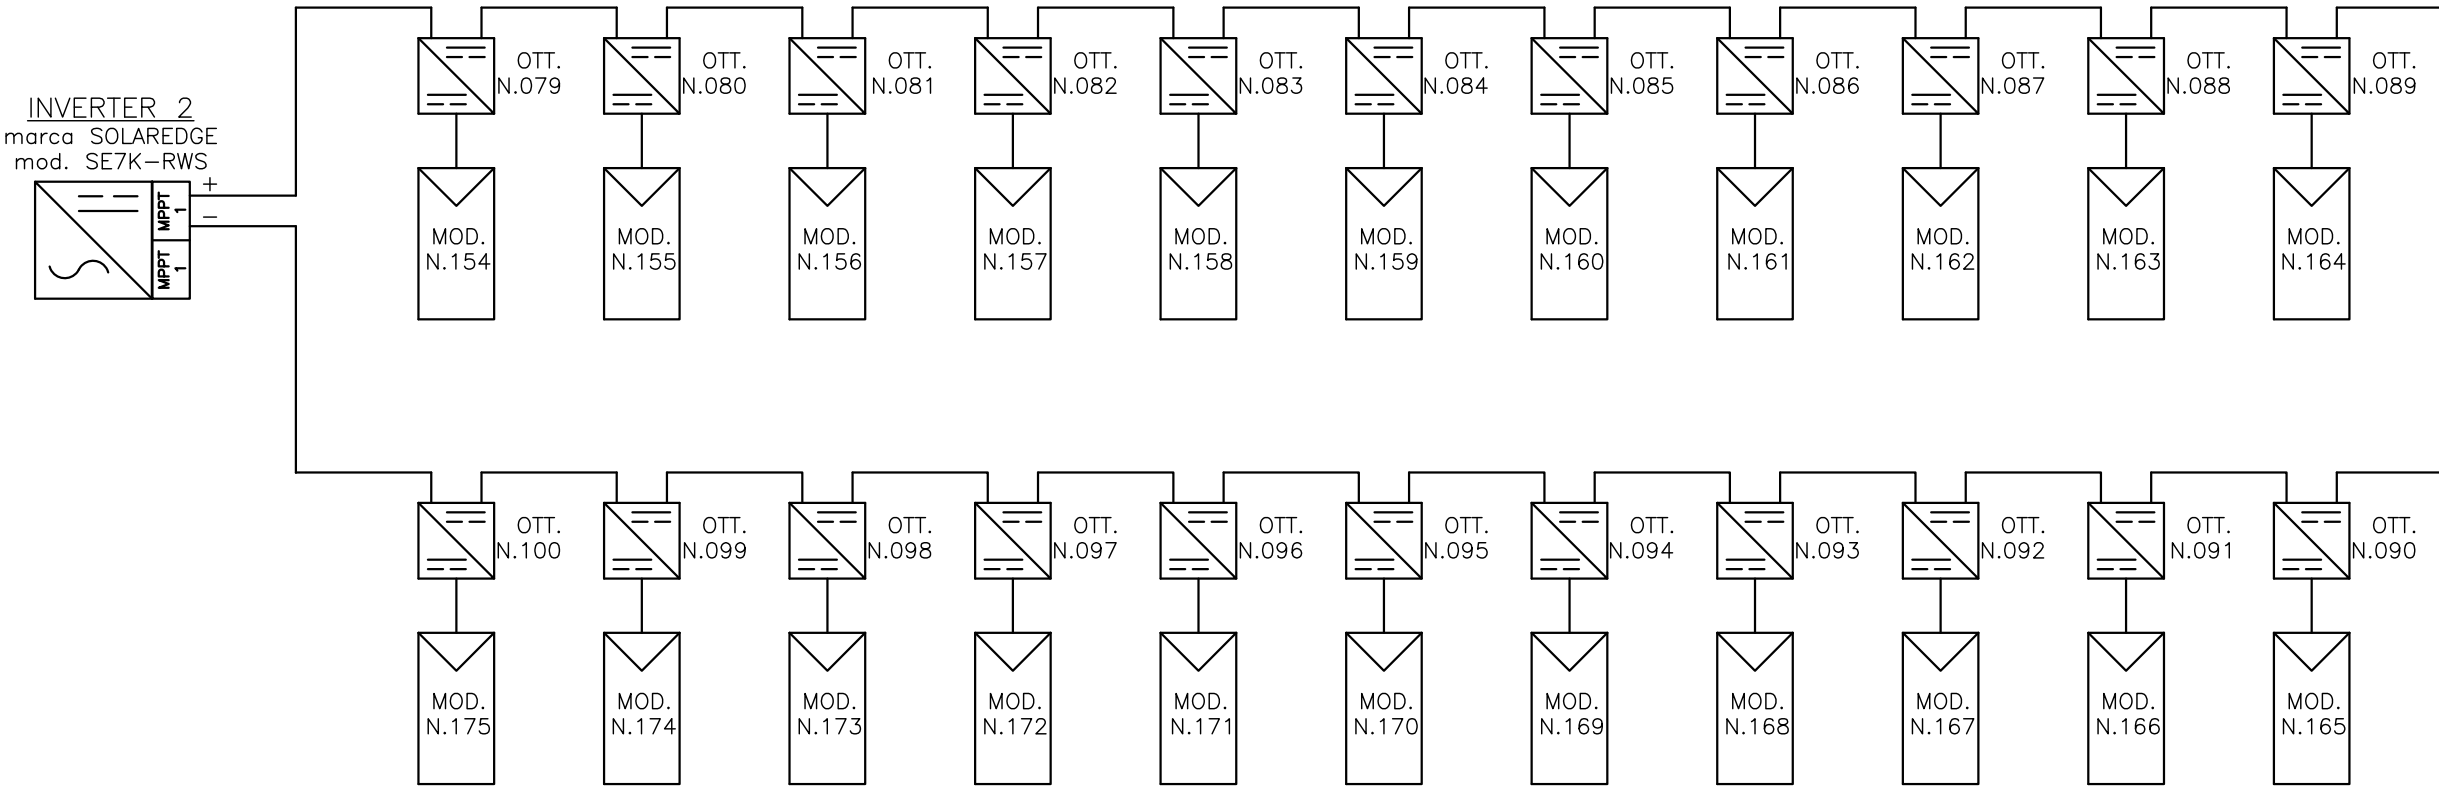 OTT. OTT. OTT. OTT. OTT. OTT. OTT. OTT. OTT. OTT. OTT.
N.079 N.080 N.081 N.082 N.083 N.084 N.085 N.086 N.087 N.088 N.089
INVERTER 2
marca SOLAREDGE
mod. SE7K-RWS
+
MPPT
1
-
MPPT
1
MOD. MOD. MOD. MOD. MOD. MOD. MOD. MOD. MOD. MOD. MOD.
N.154 N.155 N.156 N.157 N.158 N.159 N.160 N.161 N.162 N.163 N.164
OTT. OTT. OTT. OTT. OTT. OTT. OTT. OTT. OTT. OTT. OTT.
N.100 N.099 N.098 N.097 N.096 N.095 N.094 N.093 N.092 N.091 N.090
MOD. MOD. MOD. MOD. MOD. MOD. MOD. MOD. MOD. MOD. MOD.
N.175 N.174 N.173 N.172 N.171 N.170 N.169 N.168 N.167 N.166 N.165